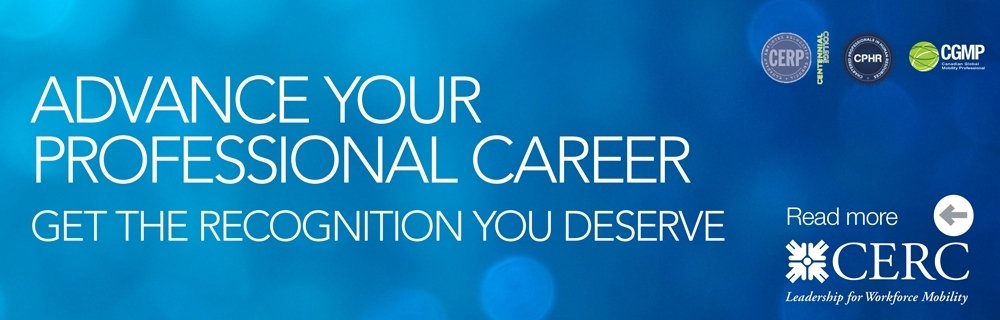 ADVANCE YOUR
PROFESSIONAL CAREER
GET THE RECOGNITION YOU DESERVE
CERP
CENTENNIAL
COLLEGE
CPHR
CGMP
Canadian Global
Mobility Professional
Read more
CERC
Leadership for Workforce Mobility